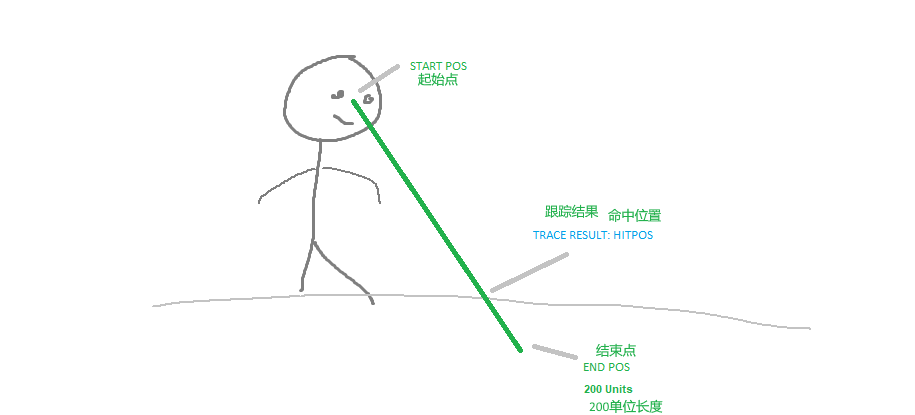 START POS
起始点
跟踪结果 命中位置
TRACE RESULT: HITPOS
结束点
END POS
200 Units
200单位长度